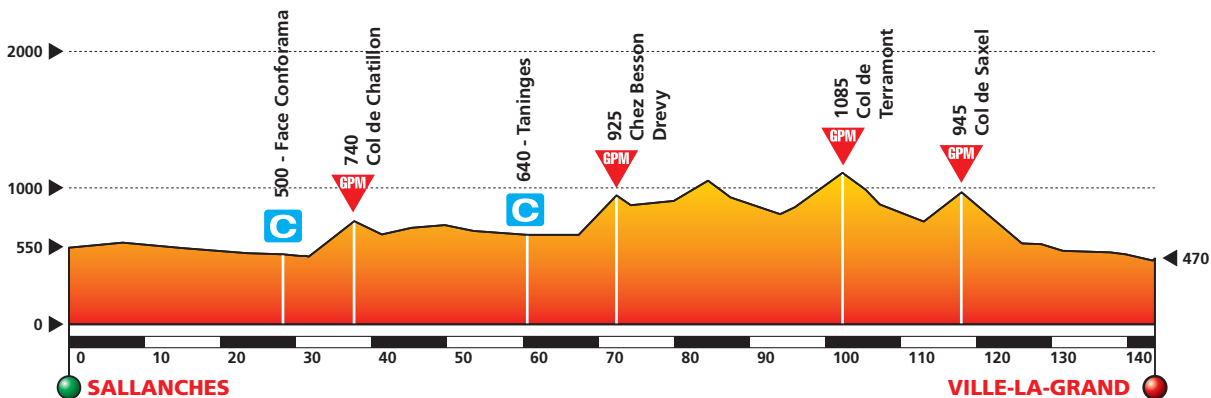 2000
1000
550
0
500 - Face Conforama
C
740
Col de Chatillon
GPM
640 - Taninges
C
925
Chez Besson
Drevy
GPM
1085
Col de
Terramont
GPM
945
Col de Saxel
GPM
470
0 10 20 30 40 50 60 70 80 90 100 110 120 130 140
SALLANCHES
VILLE-LA-GRAND